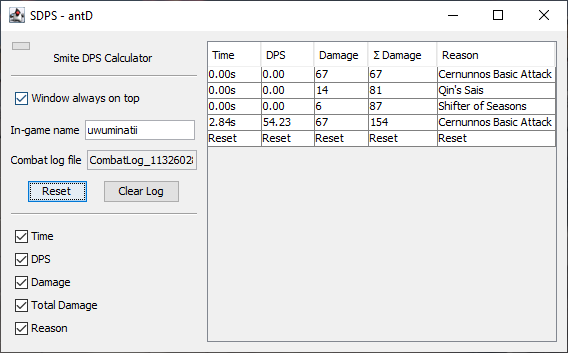 SDPS - antD
Smite DPS Calculator
Window always on top
In-game name uwuminatii
Combat log file CombatLog_11326028
Reset Clear Log
Time
DPS
Damage
Total Damage
Reason
Time DPS Damage Σ Damage Reason
0.00s 0.00 67 67 Cernunnos Basic Attack
0.00s 0.00 14 81 Qin's Sais
0.00s 0.00 6 87 Shifter of Seasons
2.84s 54.23 67 154 Cernunnos Basic Attack
Reset Reset Reset Reset Reset